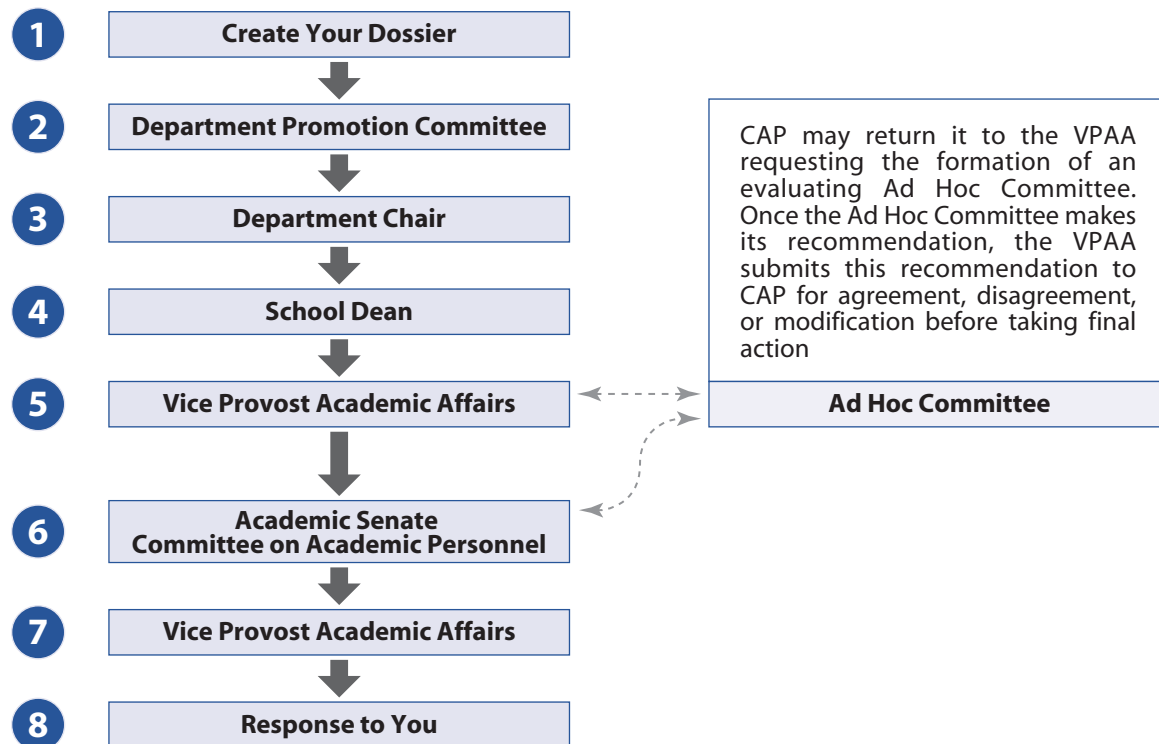 1
Create Your Dossier
2
Department Promotion Committee
3
Department Chair
4
School Dean
5
Vice Provost Academic Affairs
6
Academic Senate
Committee on Academic Personnel
7
Vice Provost Academic Affairs
8
Response to You
CAP may return it to the VPAA
requesting the formation of an
evaluating Ad Hoc Committee.
Once the Ad Hoc Committee makes
its recommendation, the VPAA
submits this recommendation to
CAP for agreement, disagreement,
or modification before taking final
action
Ad Hoc Committee